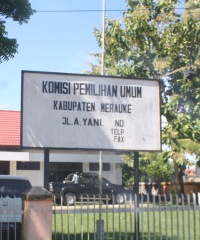 KOMISI PEMILIHAN UMUM
KABUPATEN MERAUKE
JL. A. YANI. NO
TELP
FAX